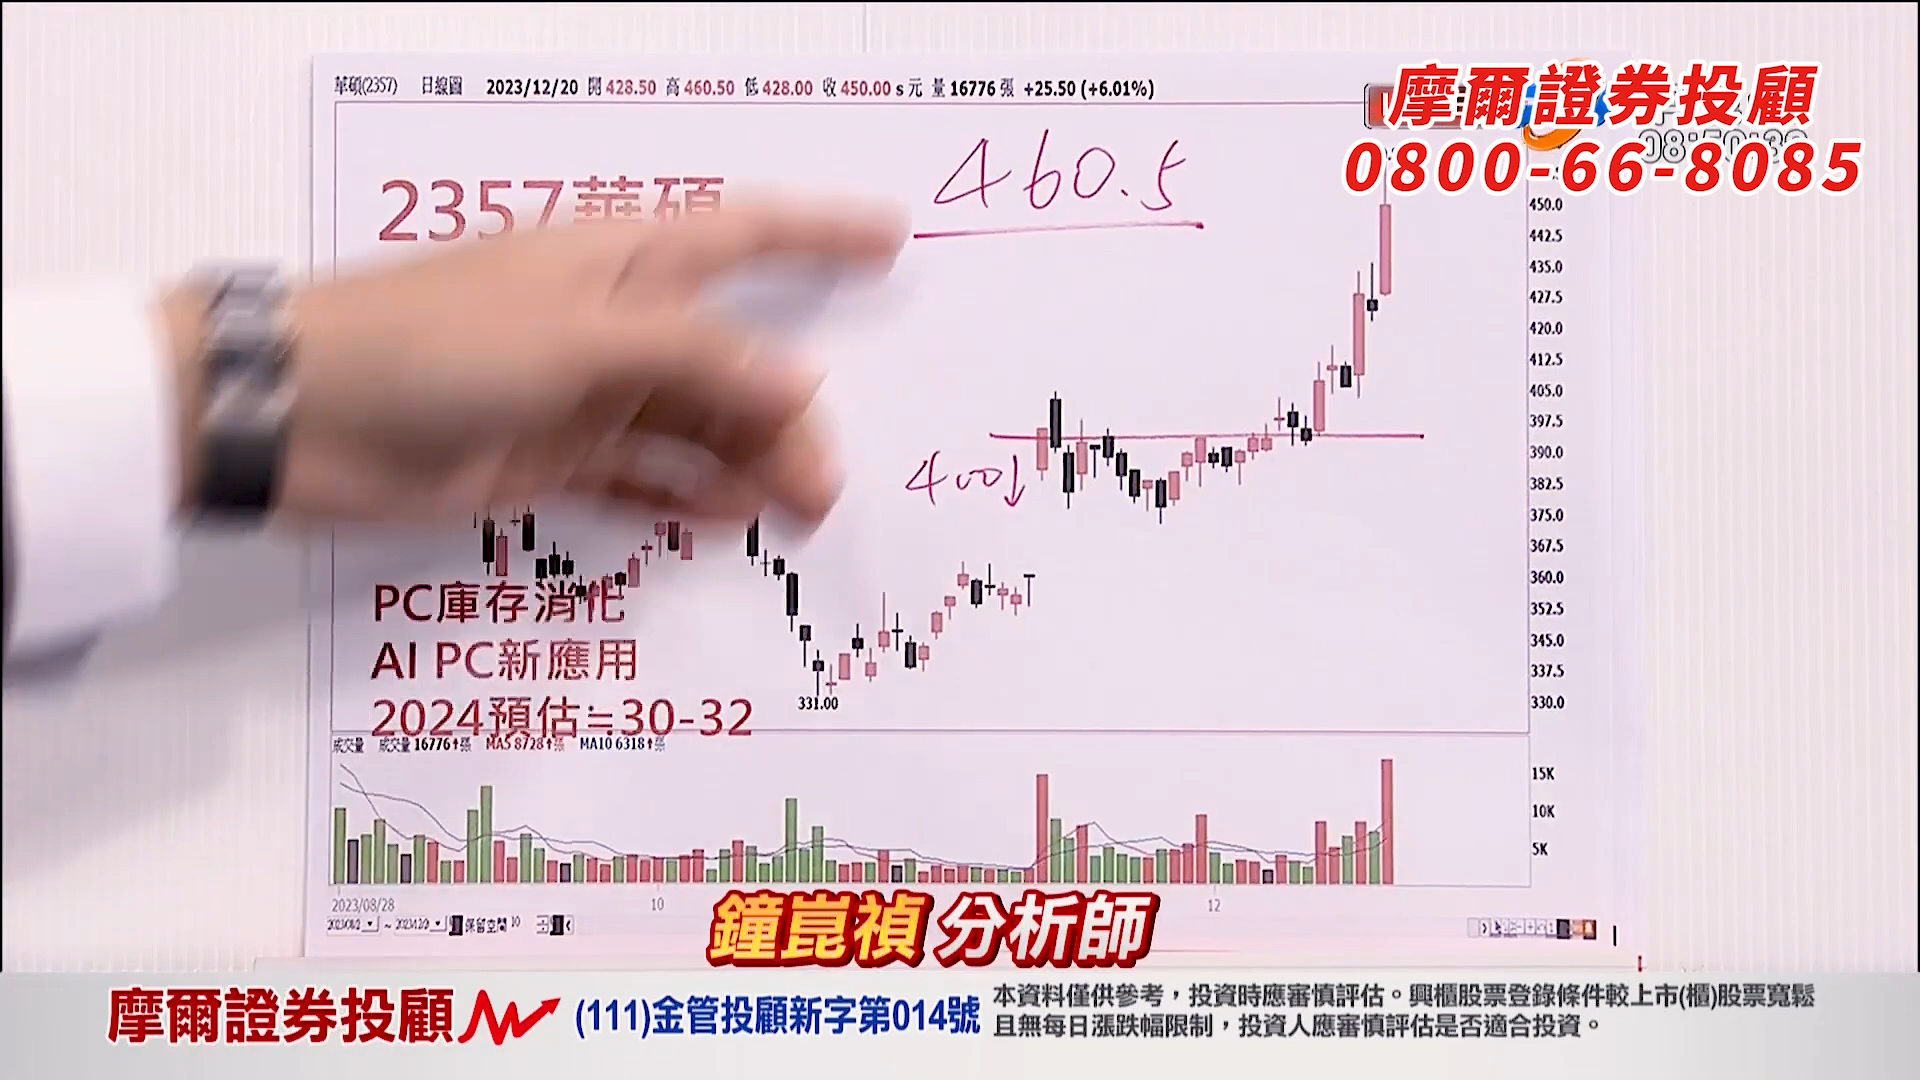 華碩(2357) 日線圖 2023/12/20 開 428.50 高 460.50 低 428.00 收 450.00 s 元 量 16776 張 +25.50 (+6.01%)
摩爾證券投顧
0800-66-8085
460.5
2357華碩
450.0
442.5
435.0
427.5
420.0
412.5
405.0
397.5
390.0
382.5
375.0
367.5
360.0
352.5
345.0
337.5
330.0
400↓
PC庫存消化
AI PC新應用
2024預估≒30-32
331.00
成交量 成交量 16776↑張 MA5 8728↑張 MA10 6318↑張
15K
10K
5K
2023/08/28 10 12
保留空間 10
鐘崑禎 分析師
摩爾證券投顧 (111)金管投顧新字第014號
本資料僅供參考，投資時應審慎評估。興櫃股票登錄條件較上市(櫃)股票寬鬆
且無每日漲跌幅限制，投資人應審慎評估是否適合投資。